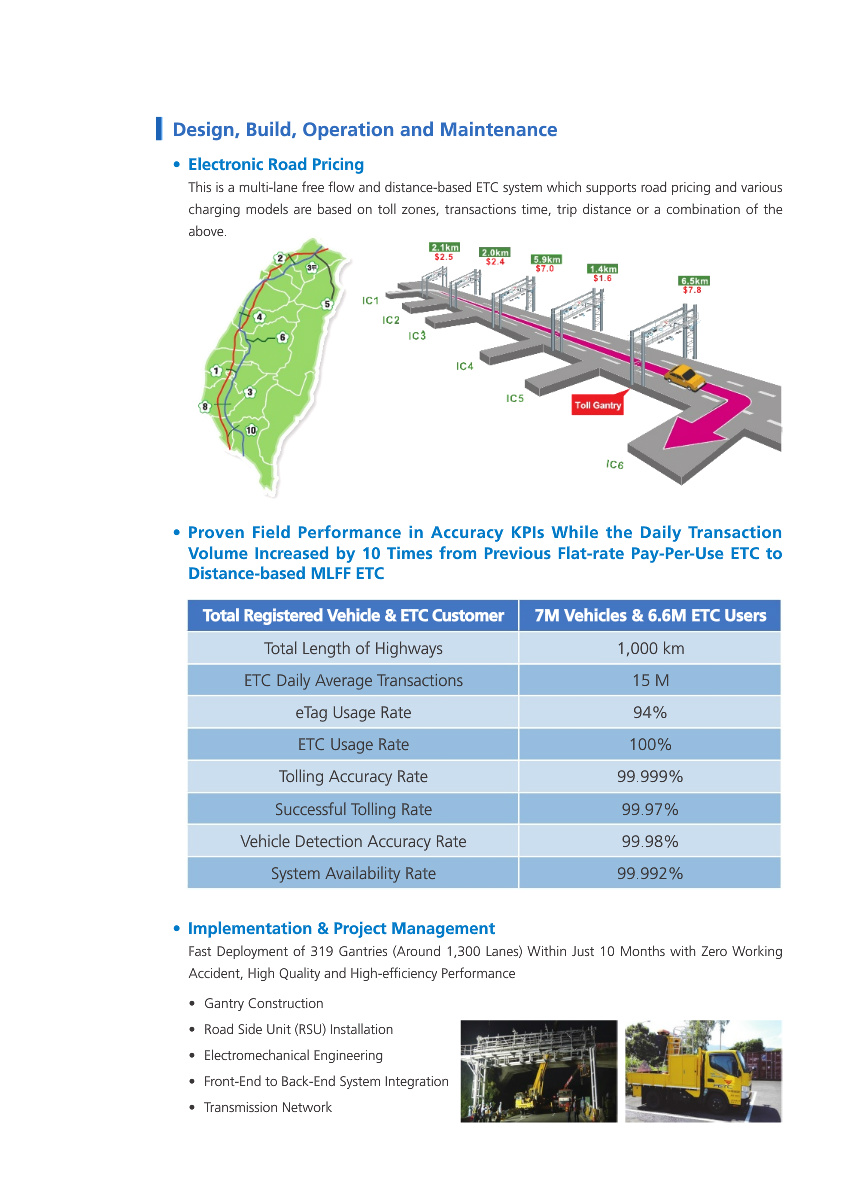 Design, Build, Operation and Maintenance
• Electronic Road Pricing
This is a multi-lane free flow and distance-based ETC system which supports road pricing and various
charging models are based on toll zones, transactions time, trip distance or a combination of the
above.
2
3甲
5
4
6
1
3
8
10
2.1km
$2.5
2.0km
$2.4
5.9km
$7.0
1.4km
$1.6
6.5km
$7.8
IC1
IC2
IC3
IC4
IC5
Toll Gantry
IC6
• Proven Field Performance in Accuracy KPIs While the Daily Transaction
Volume Increased by 10 Times from Previous Flat-rate Pay-Per-Use ETC to
Distance-based MLFF ETC
Total Registered Vehicle & ETC Customer 7M Vehicles & 6.6M ETC Users
Total Length of Highways 1,000 km
ETC Daily Average Transactions 15 M
eTag Usage Rate 94%
ETC Usage Rate 100%
Tolling Accuracy Rate 99.999%
Successful Tolling Rate 99.97%
Vehicle Detection Accuracy Rate 99.98%
System Availability Rate 99.992%
• Implementation & Project Management
Fast Deployment of 319 Gantries (Around 1,300 Lanes) Within Just 10 Months with Zero Working
Accident, High Quality and High-efficiency Performance
• Gantry Construction
• Road Side Unit (RSU) Installation
• Electromechanical Engineering
• Front-End to Back-End System Integration
• Transmission Network